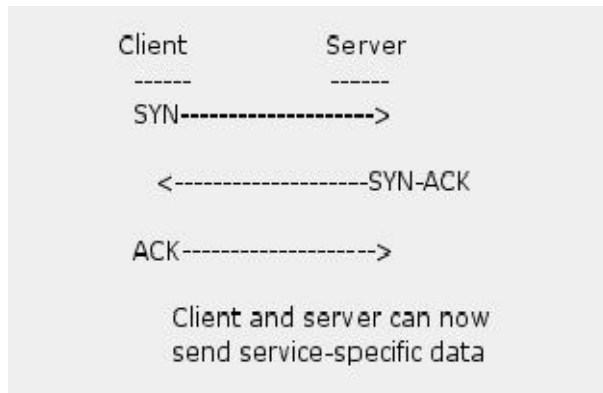 Client Server
------ ------
SYN-------------------->
<--------------------SYN-ACK
ACK-------------------->
Client and server can now
send service-specific data